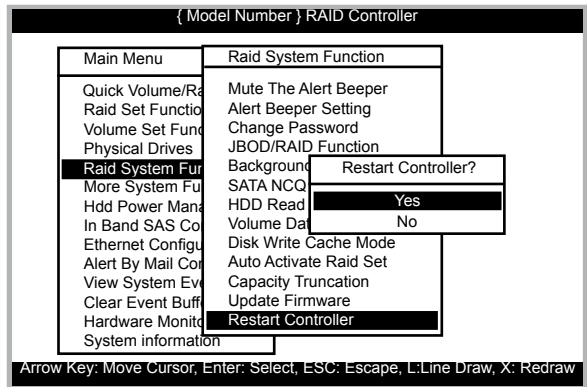 { Model Number } RAID Controller
Main Menu
Quick Volume/Ra
Raid Set Functio
Volume Set Func
Physical Drives
Raid System Fun
More System Fu
Hdd Power Mana
In Band SAS Co
Ethernet Configu
Alert By Mail Con
View System Eve
Clear Event Buff
Hardware Monito
System information
Raid System Function
Mute The Alert Beeper
Alert Beeper Setting
Change Password
JBOD/RAID Function
Background
SATA NCQ
HDD Read
Volume Dat
Disk Write Cache Mode
Auto Activate Raid Set
Capacity Truncation
Update Firmware
Restart Controller
Restart Controller?
Yes
No
Arrow Key: Move Cursor, Enter: Select, ESC: Escape, L:Line Draw, X: Redraw